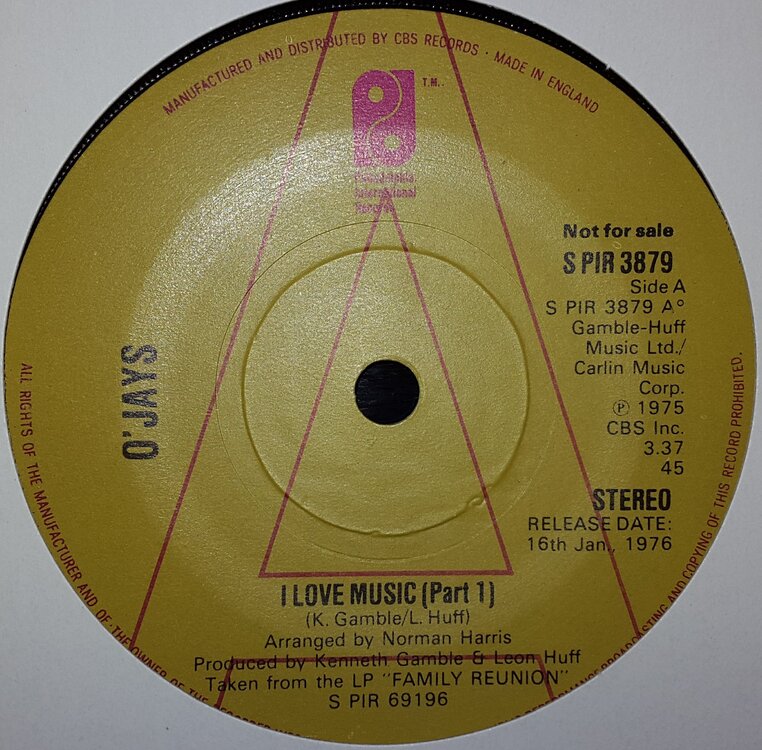 MANUFACTURED AND DISTRIBUTED BY CBS RECORDS · MADE IN ENGLAND
T.M.
Philadelphia
International
Records
Not for sale
S PIR 3879
Side A
S PIR 3879 A°
Gamble-Huff
Music Ltd./
Carlin Music
Corp.
Ⓟ 1975
CBS Inc.
3.37
45
STEREO
RELEASE DATE:
16th Jan., 1976
O'JAYS
I LOVE MUSIC (Part 1)
(K. Gamble/L. Huff)
Arranged by Norman Harris
Produced by Kenneth Gamble & Leon Huff
Taken from the LP "FAMILY REUNION"
S PIR 69196
ALL RIGHTS OF THE MANUFACTURER AND OF THE OWNER OF THE
BROADCASTING AND COPYING OF THIS RECORD PROHIBITED.